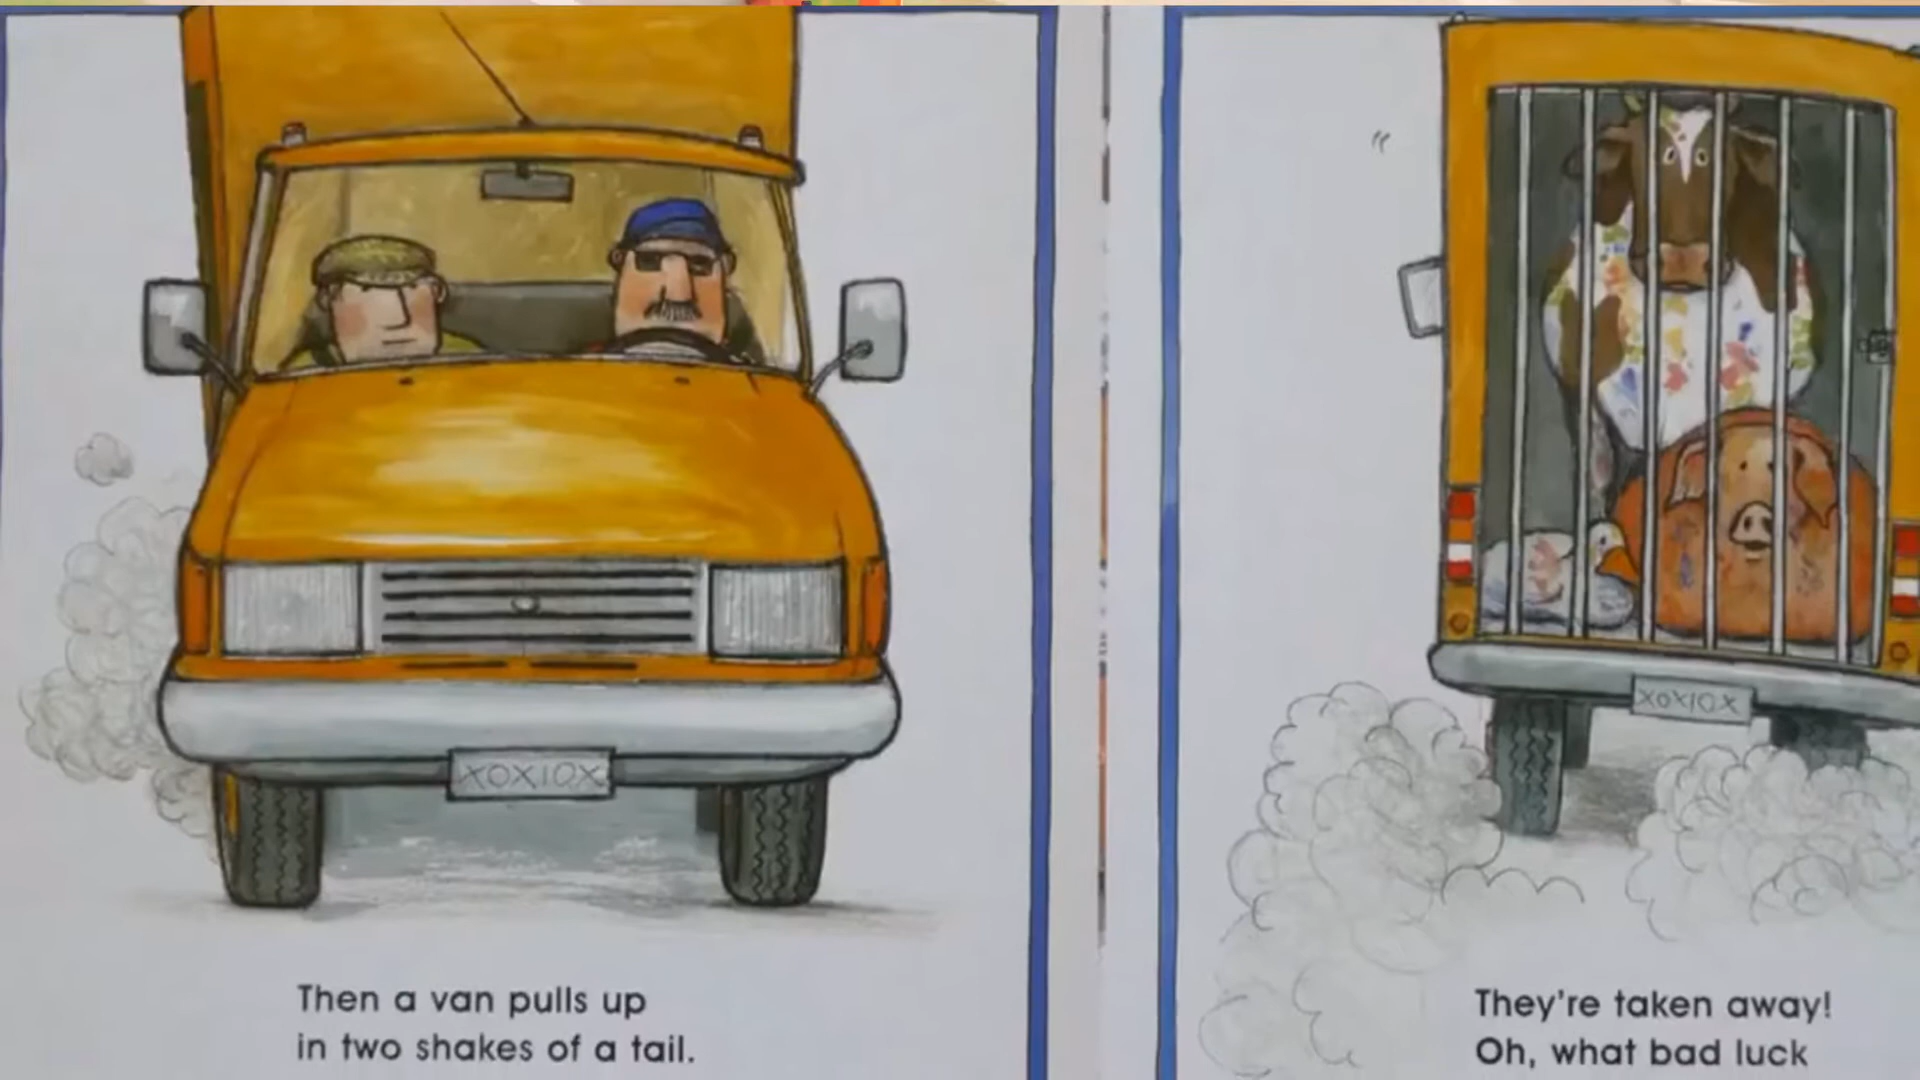 XOXIOX
Then a van pulls up
in two shakes of a tail.
XOXIOX
They're taken away!
Oh, what bad luck